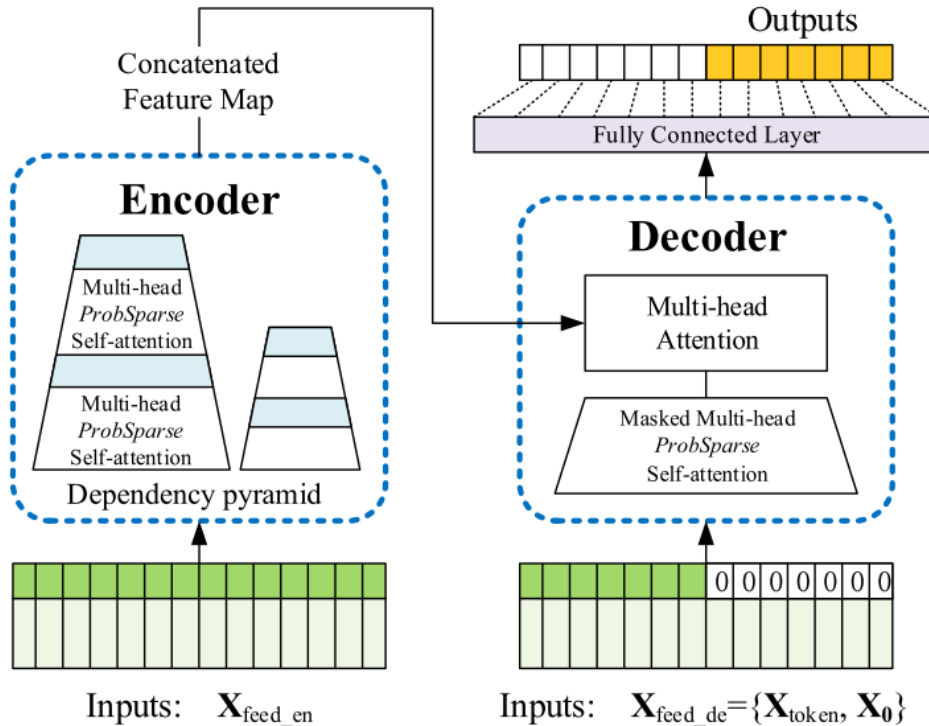 Concatenated
Feature Map
Encoder
Multi-head
ProbSparse
Self-attention
Multi-head
ProbSparse
Self-attention
Dependency pyramid
Inputs: X_feed_en
Outputs
Fully Connected Layer
Decoder
Multi-head
Attention
Masked Multi-head
ProbSparse
Self-attention
0 0 0 0 0 0 0
Inputs: X_feed_de={X_token, X_0}